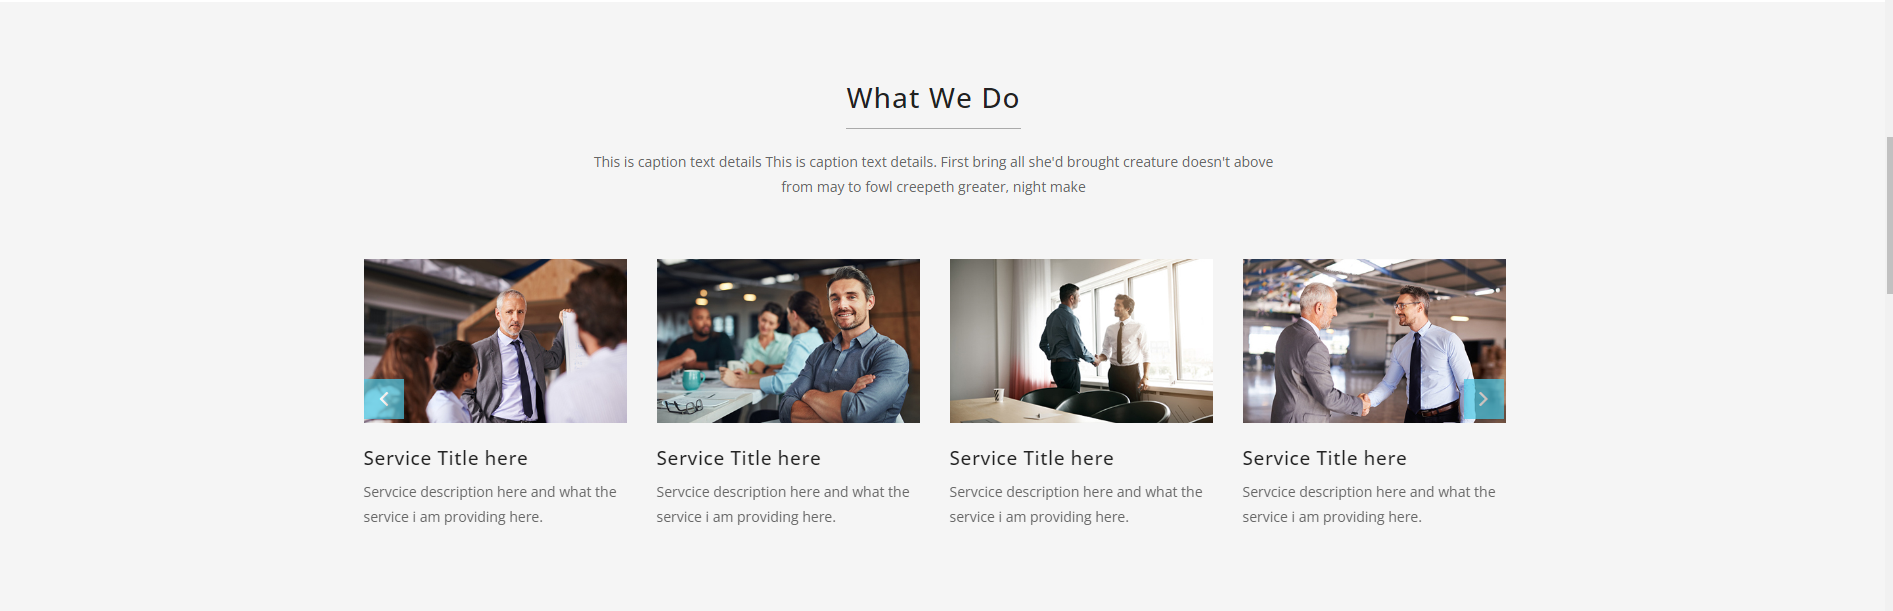 What We Do
This is caption text details This is caption text details. First bring all she'd brought creature doesn't above
from may to fowl creepeth greater, night make
Service Title here
Servcice description here and what the
service i am providing here.
Service Title here
Servcice description here and what the
service i am providing here.
Service Title here
Servcice description here and what the
service i am providing here.
Service Title here
Servcice description here and what the
service i am providing here.